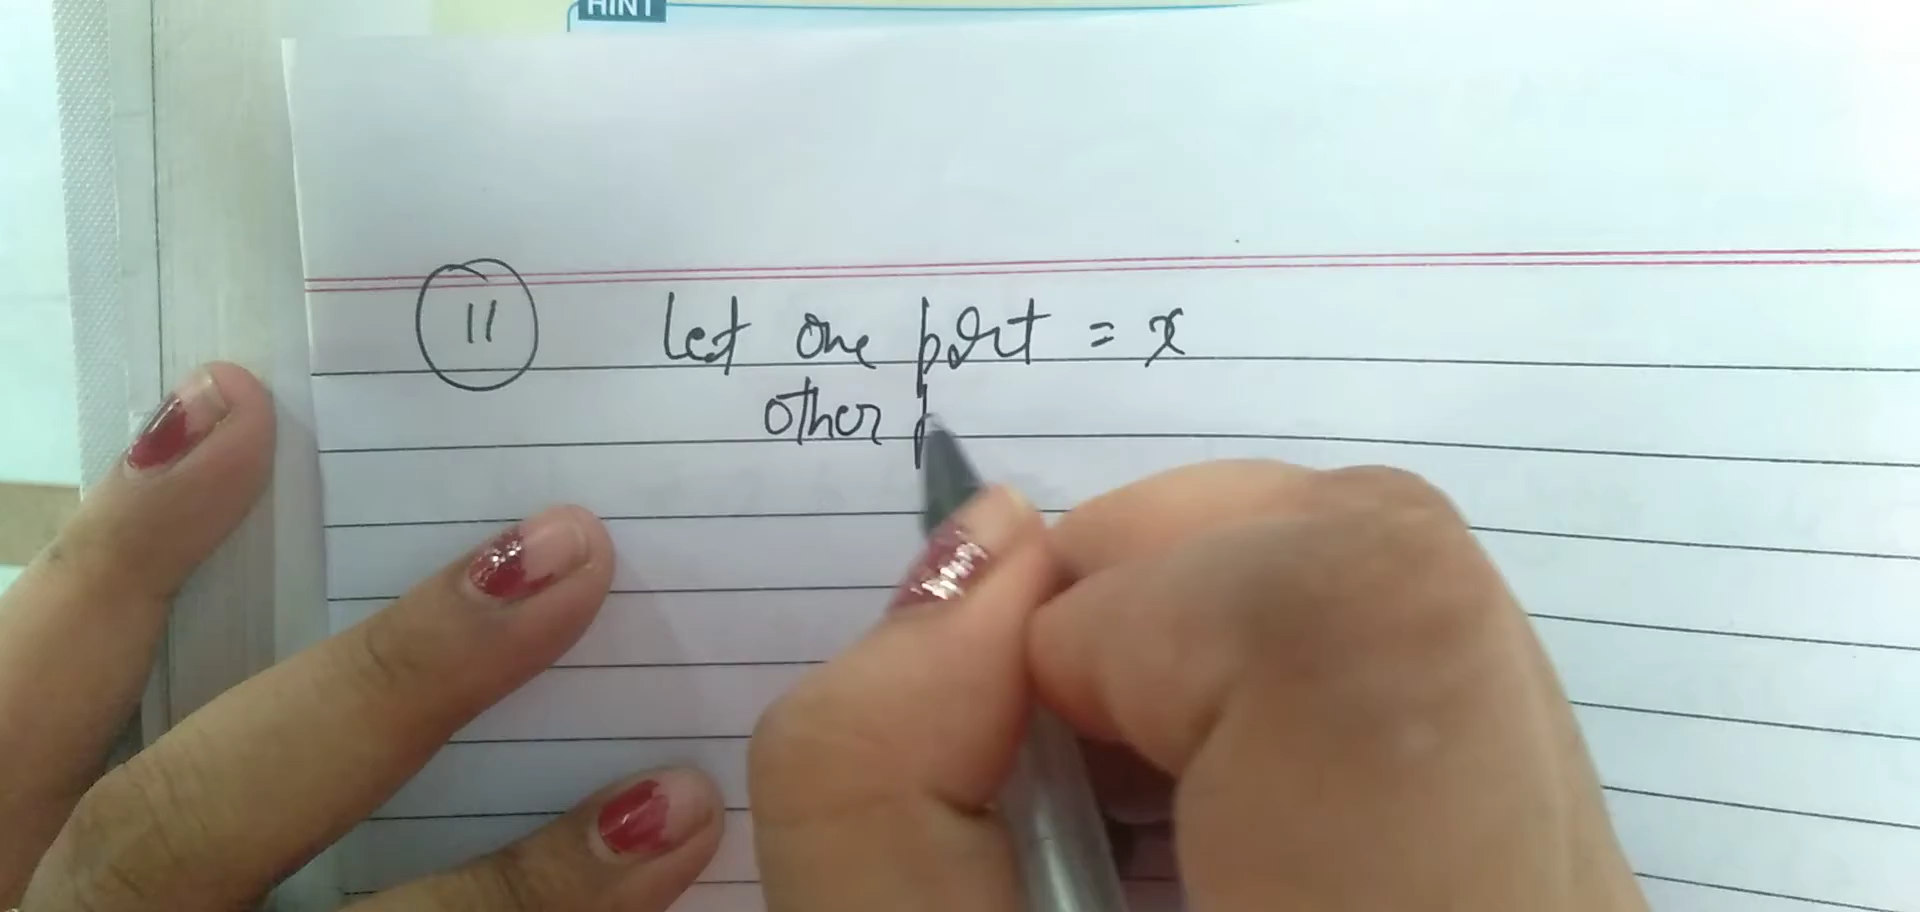 HINT
11 Let one part = x
other p